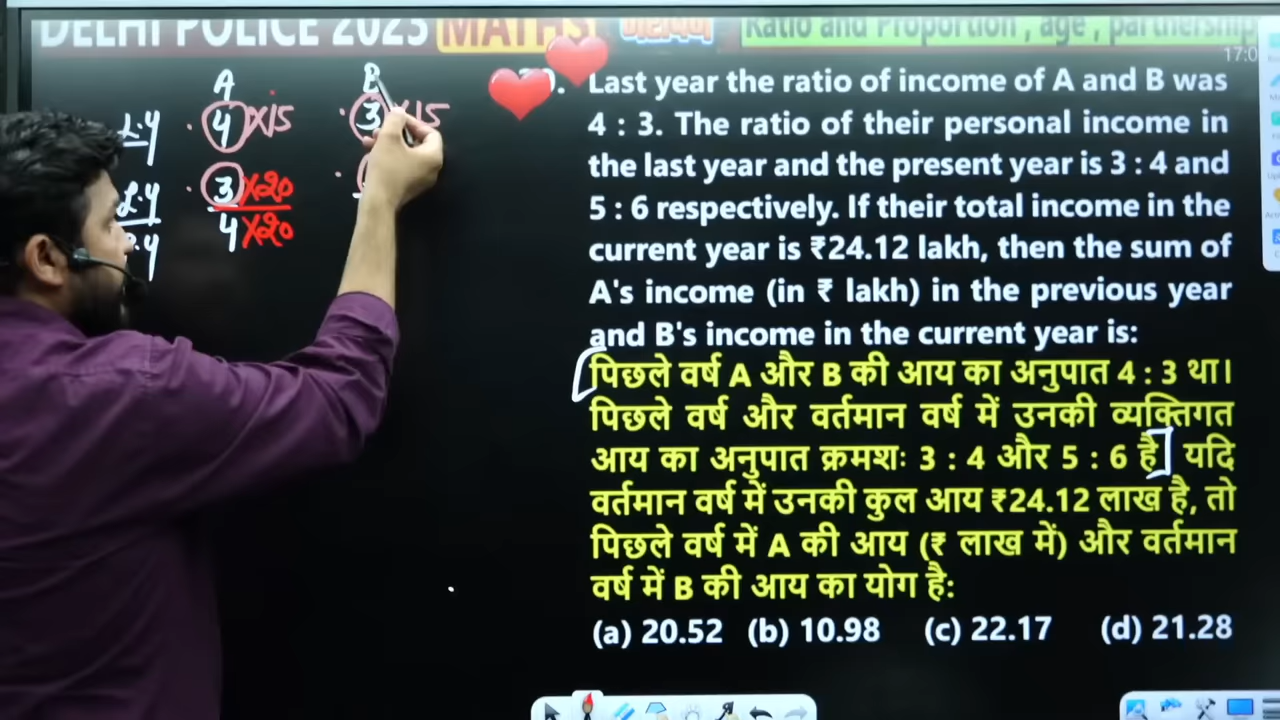 DELHI POLICE 2023 MATHS महाखेप Ratio and Proportion , age , partnership
17:0
A B
L.y 4 ×15 3 ×15
L.y 3 ×20
P.y 4 ×20
Last year the ratio of income of A and B was
4 : 3. The ratio of their personal income in
the last year and the present year is 3 : 4 and
5 : 6 respectively. If their total income in the
current year is ₹24.12 lakh, then the sum of
A's income (in ₹ lakh) in the previous year
and B's income in the current year is:
पिछले वर्ष A और B की आय का अनुपात 4 : 3 था।
पिछले वर्ष और वर्तमान वर्ष में उनकी व्यक्तिगत
आय का अनुपात क्रमशः 3 : 4 और 5 : 6 है। यदि
वर्तमान वर्ष में उनकी कुल आय ₹24.12 लाख है, तो
पिछले वर्ष में A की आय (₹ लाख में) और वर्तमान
वर्ष में B की आय का योग है:
(a) 20.52 (b) 10.98 (c) 22.17 (d) 21.28